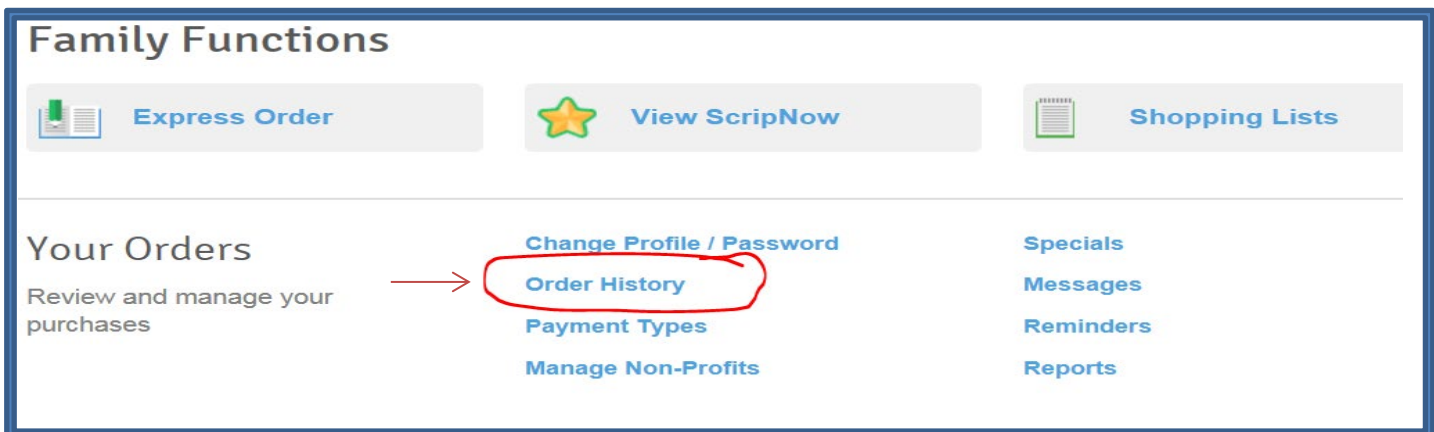 Family Functions
Express Order
View ScripNow
Shopping Lists
Your Orders
Review and manage your
purchases
Change Profile / Password
Order History
Payment Types
Manage Non-Profits
Specials
Messages
Reminders
Reports